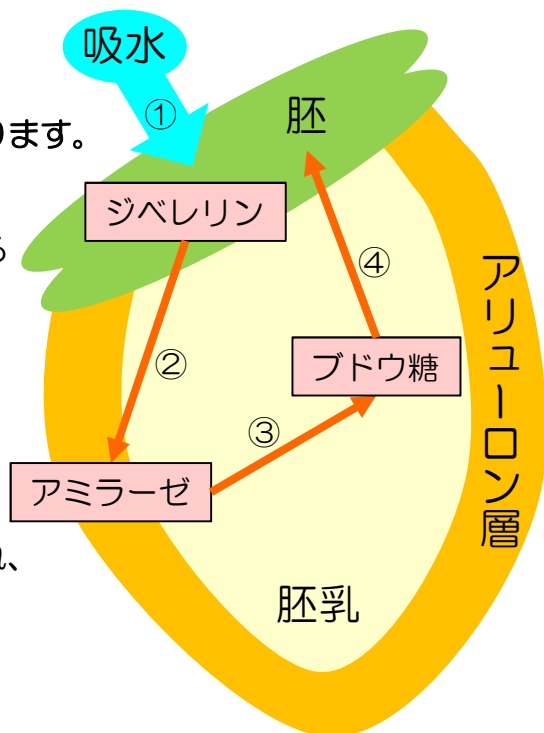 吸水
①
ります。
胚
ジベレリン
④
②
ブドウ糖
③
アミラーゼ
アリューロン層
れ、
胚乳